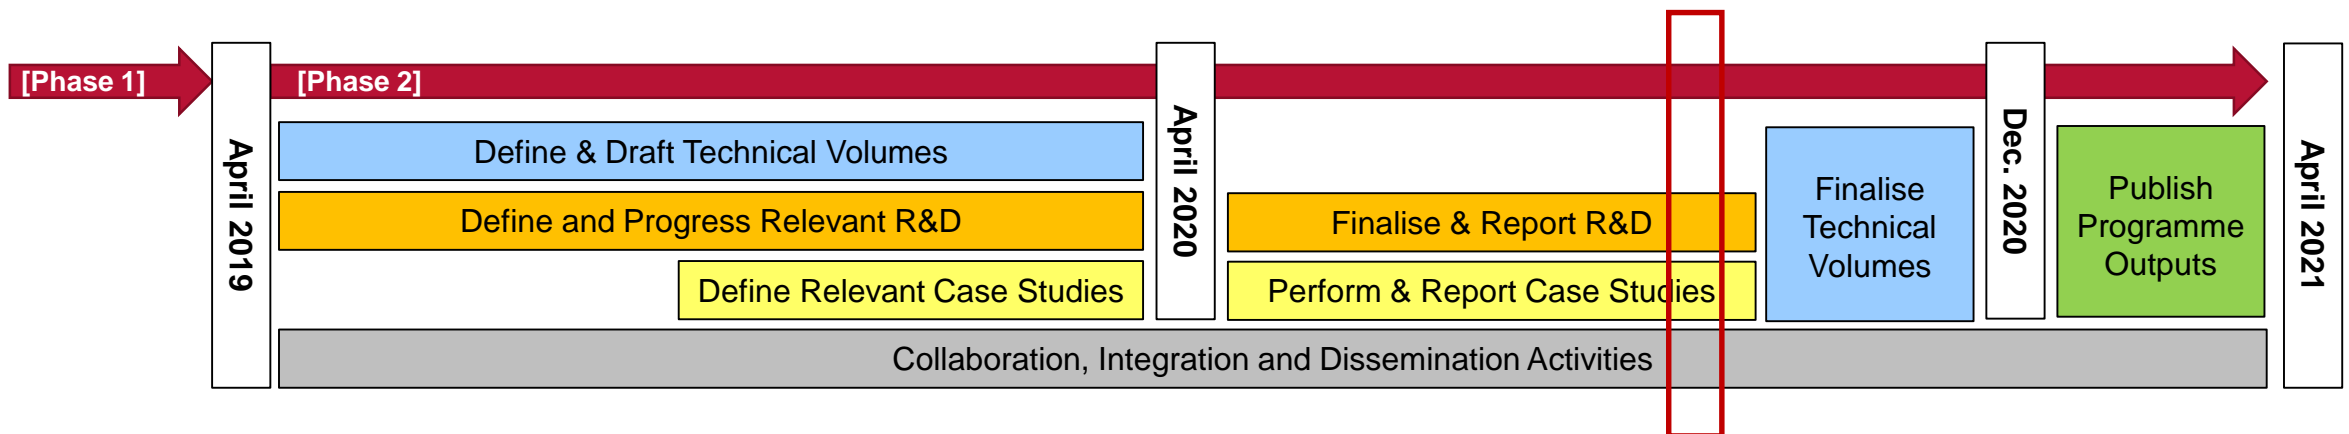 [Phase 1]
[Phase 2]
April 2019
Define & Draft Technical Volumes
Define and Progress Relevant R&D
Define Relevant Case Studies
April 2020
Finalise & Report R&D
Perform & Report Case Studies
Finalise
Technical
Volumes
Dec. 2020
Publish
Programme
Outputs
April 2021
Collaboration, Integration and Dissemination Activities